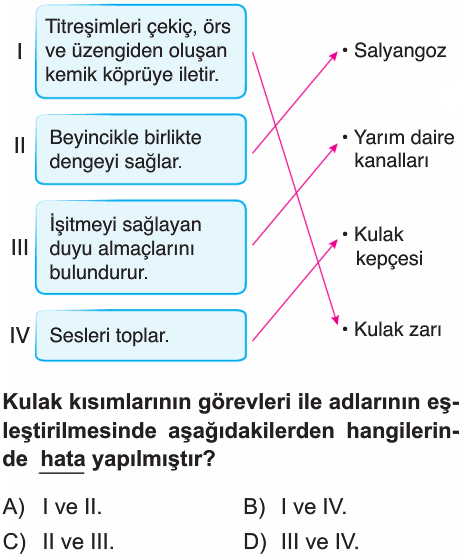 I
Titreşimleri çekiç, örs
ve üzengiden oluşan
kemik köprüye iletir.
II
Beyincikle birlikte
dengeyi sağlar.
III
İşitmeyi sağlayan
duyu almaçlarını
bulundurur.
IV
Sesleri toplar.
• Salyangoz
• Yarım daire
kanalları
• Kulak
kepçesi
• Kulak zarı
Kulak kısımlarının görevleri ile adlarının eş-
leştirilmesinde aşağıdakilerden hangilerin-
de hata yapılmıştır?
A) I ve II.
B) I ve IV.
C) II ve III.
D) III ve IV.